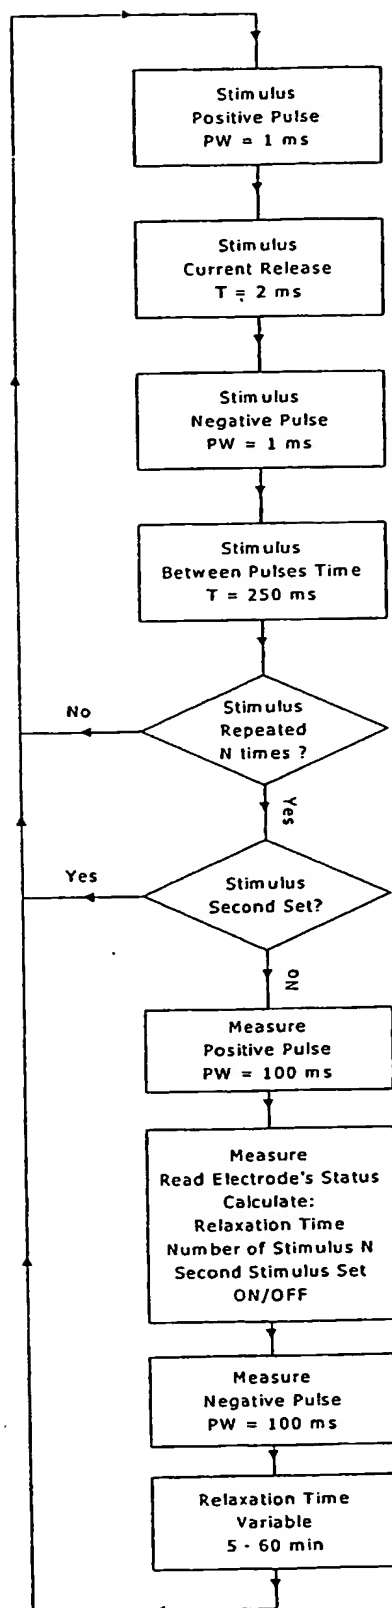 Stimulus
Positive Pulse
PW = 1 ms
Stimulus
Current Release
T = 2 ms
Stimulus
Negative Pulse
PW = 1 ms
Stimulus
Between Pulses Time
T = 250 ms
Stimulus
Repeated
N times ?
No
Yes
Stimulus
Second Set?
Yes
ON
Measure
Positive Pulse
PW = 100 ms
Measure
Read Electrode's Status
Calculate:
Relaxation Time
Number of Stimulus N
Second Stimulus Set
ON/OFF
Measure
Negative Pulse
PW = 100 ms
Relaxation Time
Variable
5 - 60 min